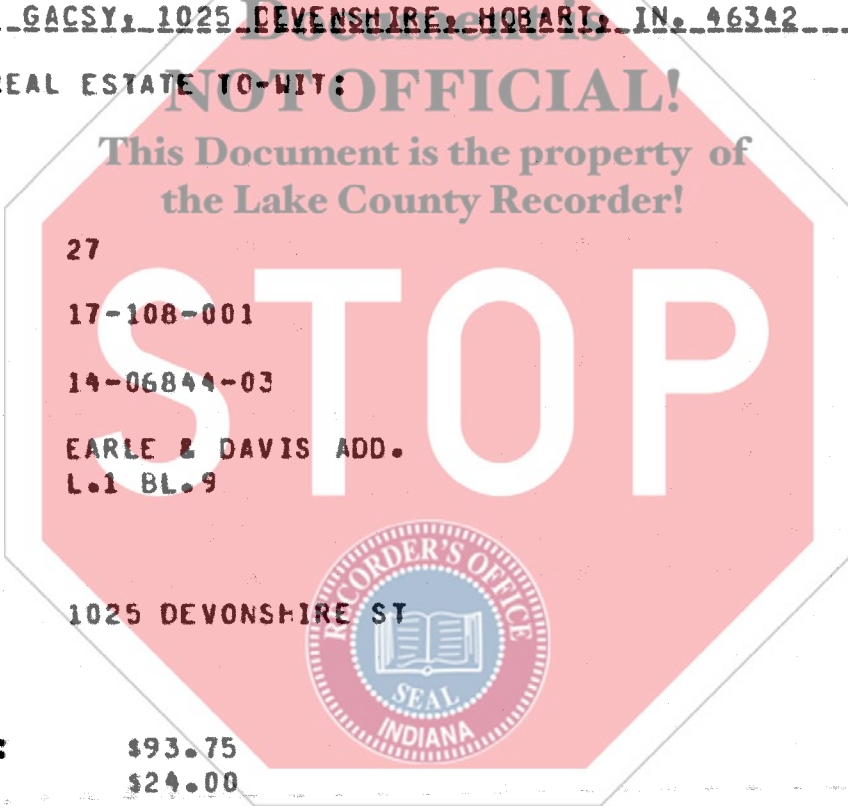 GACSY, 1025 DEVENSHIRE, HOBART, IN. 46342
Document is
REAL ESTATE TO-WIT:
NOT OFFICIAL!
This Document is the property of
the Lake County Recorder!
27
STOP
17-108-001
14-06844-03
EARLE & DAVIS ADD.
L.1 BL.9
RECORDER'S OFFICE
1025 DEVONSHIRE ST
SEAL
INDIANA
$93.75
$24.00